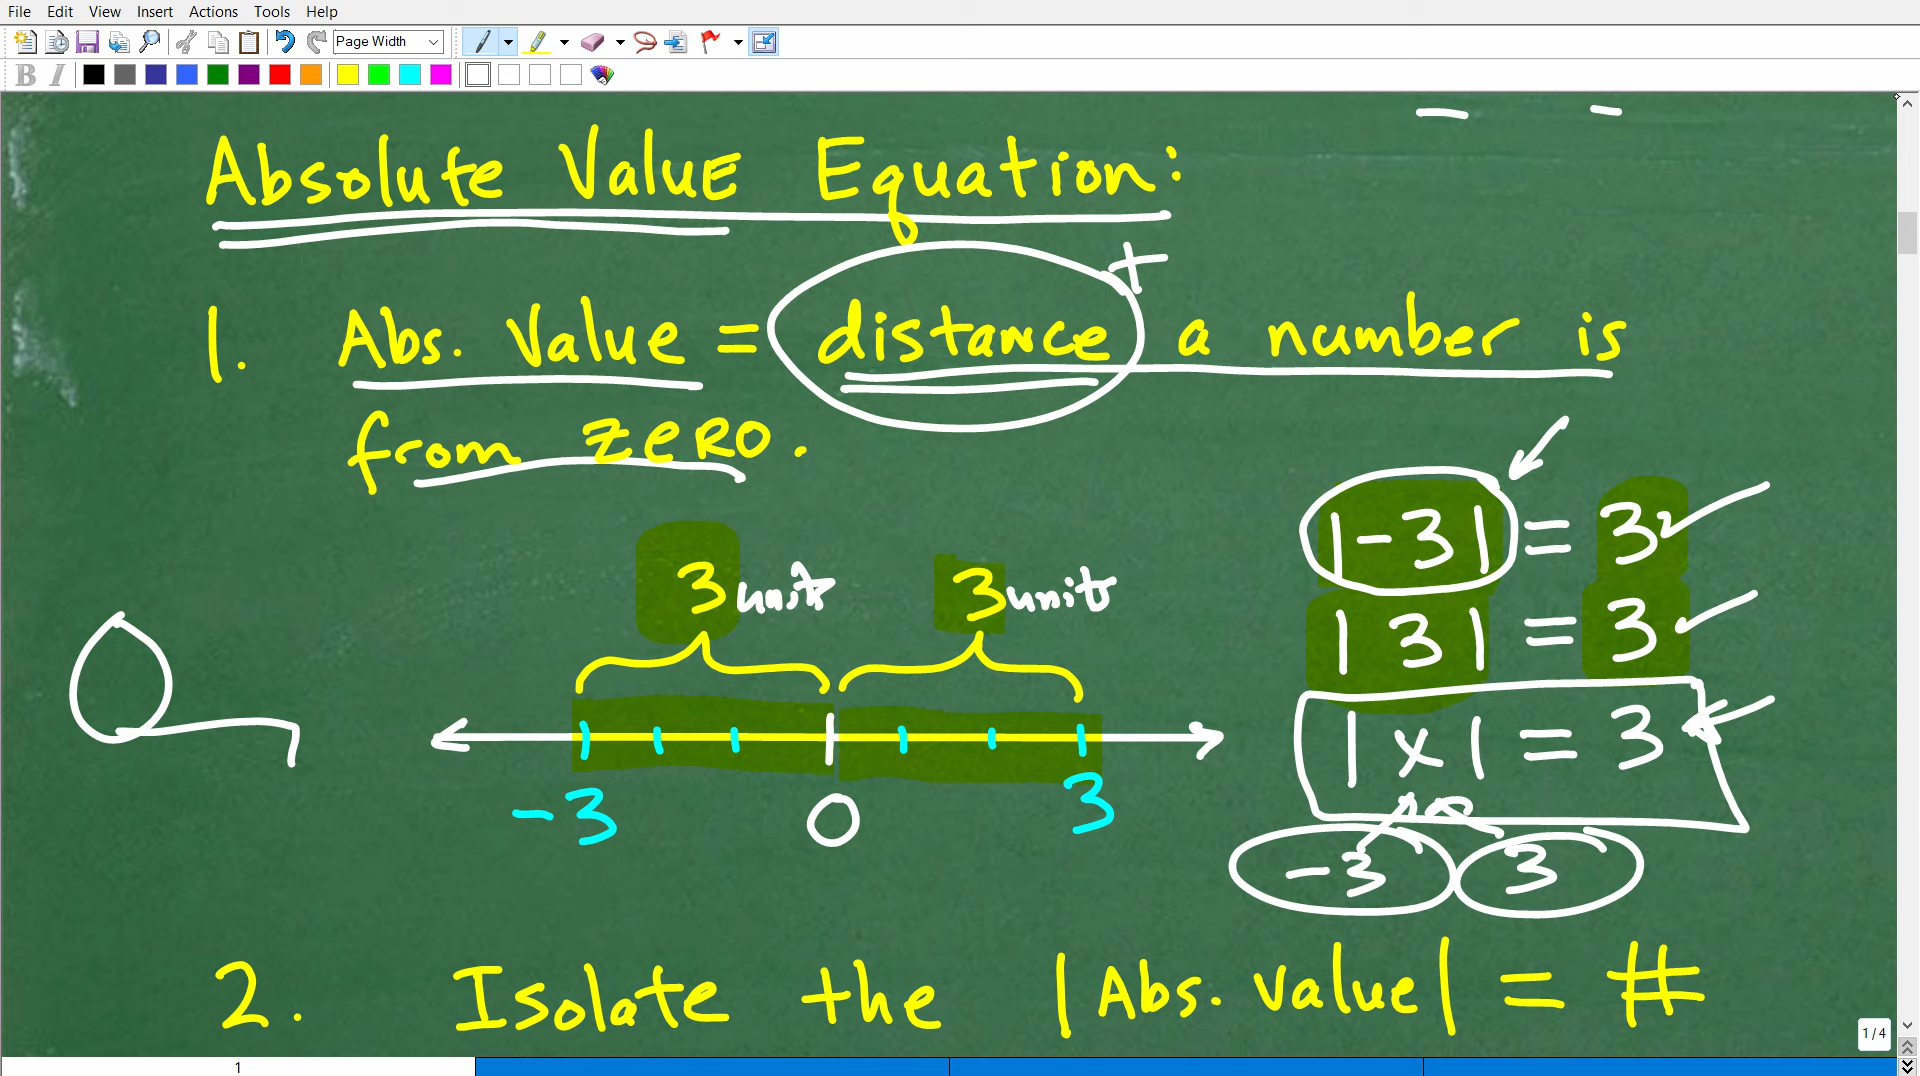 File Edit View Insert Actions Tools Help
Page Width
B I
Absolute Value Equation:
+
1. Abs. Value = distance a number is
from zero.
3 units 3 units
|-3| = 3
|3| = 3
|x| = 3
-3 0 3
-3 3
2. Isolate the |Abs. Value| = #
1 / 4
1